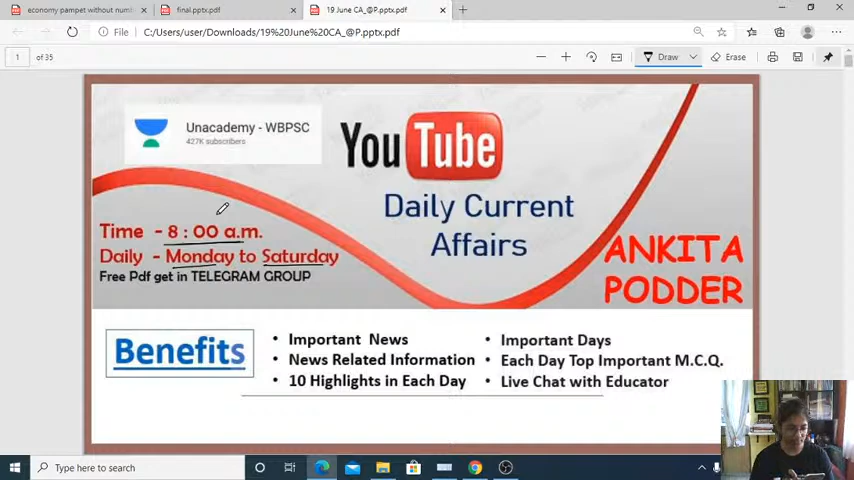 economy pampet without num
final.pptx.pdf
19 June CA_@P.pptx.pdf
File
C:/Users/user/Downloads/19%20June%20CA_@P.pptx.pdf
1 of 35
Draw
Erase
Unacademy - WBPSC
427K subscribers
YouTube
Daily Current
Affairs
Time - 8 : 00 a.m.
Daily - Monday to Saturday
Free Pdf get in TELEGRAM GROUP
ANKITA
PODDER
Benefits
• Important News
• News Related Information
• 10 Highlights in Each Day
• Important Days
• Each Day Top Important M.C.Q.
• Live Chat with Educator
Type here to search